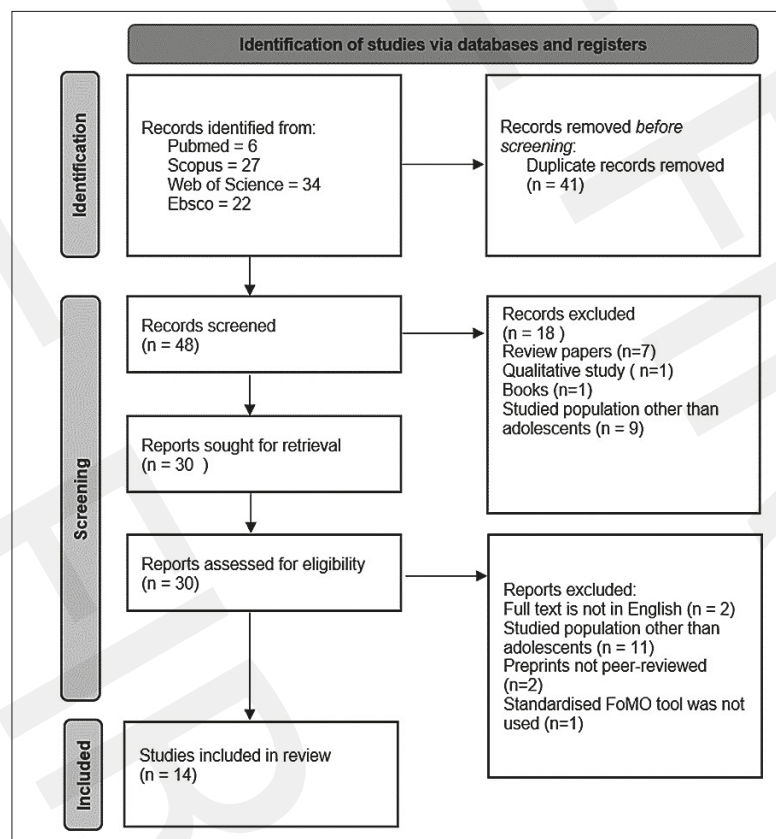 Identification of studies via databases and registers
Identification
Records identified from:
Pubmed = 6
Scopus = 27
Web of Science = 34
Ebsco = 22
Records removed before
screening:
Duplicate records removed
(n = 41)
Screening
Records screened
(n = 48)
Records excluded
(n = 18 )
Review papers (n=7)
Qualitative study ( n=1)
Books (n=1)
Studied population other than
adolescents (n = 9)
Reports sought for retrieval
(n = 30 )
Reports assessed for eligibility
(n = 30)
Reports excluded:
Full text is not in English (n = 2)
Studied population other than
adolescents (n = 11)
Preprints not peer-reviewed
(n=2)
Standardised FoMO tool was not
used (n=1)
Included
Studies included in review
(n = 14)